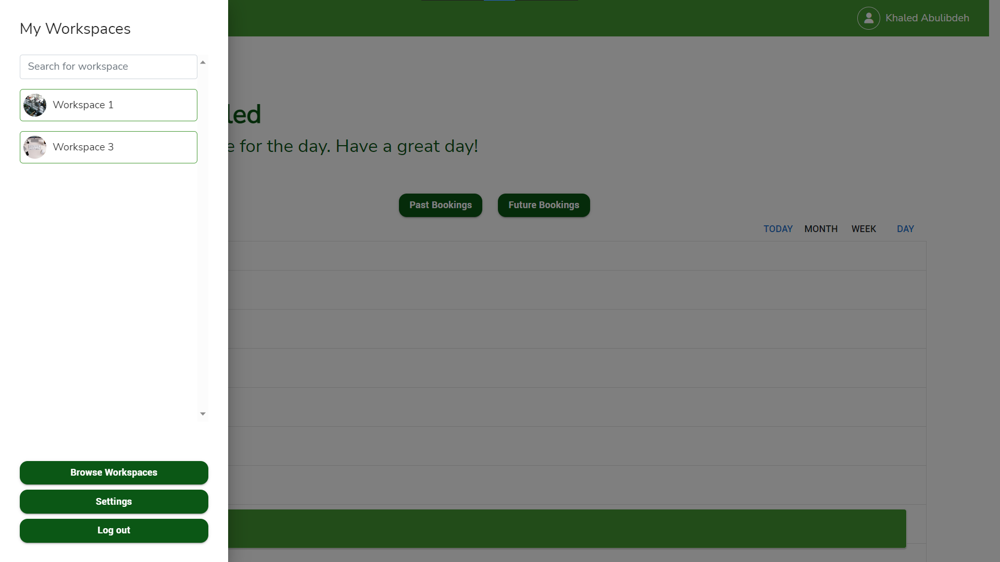 My Workspaces
Search for workspace
Workspace 1
Workspace 3
Browse Workspaces
Settings
Log out
Khaled Abulibdeh
led
e for the day. Have a great day!
Past Bookings
Future Bookings
TODAY MONTH WEEK DAY